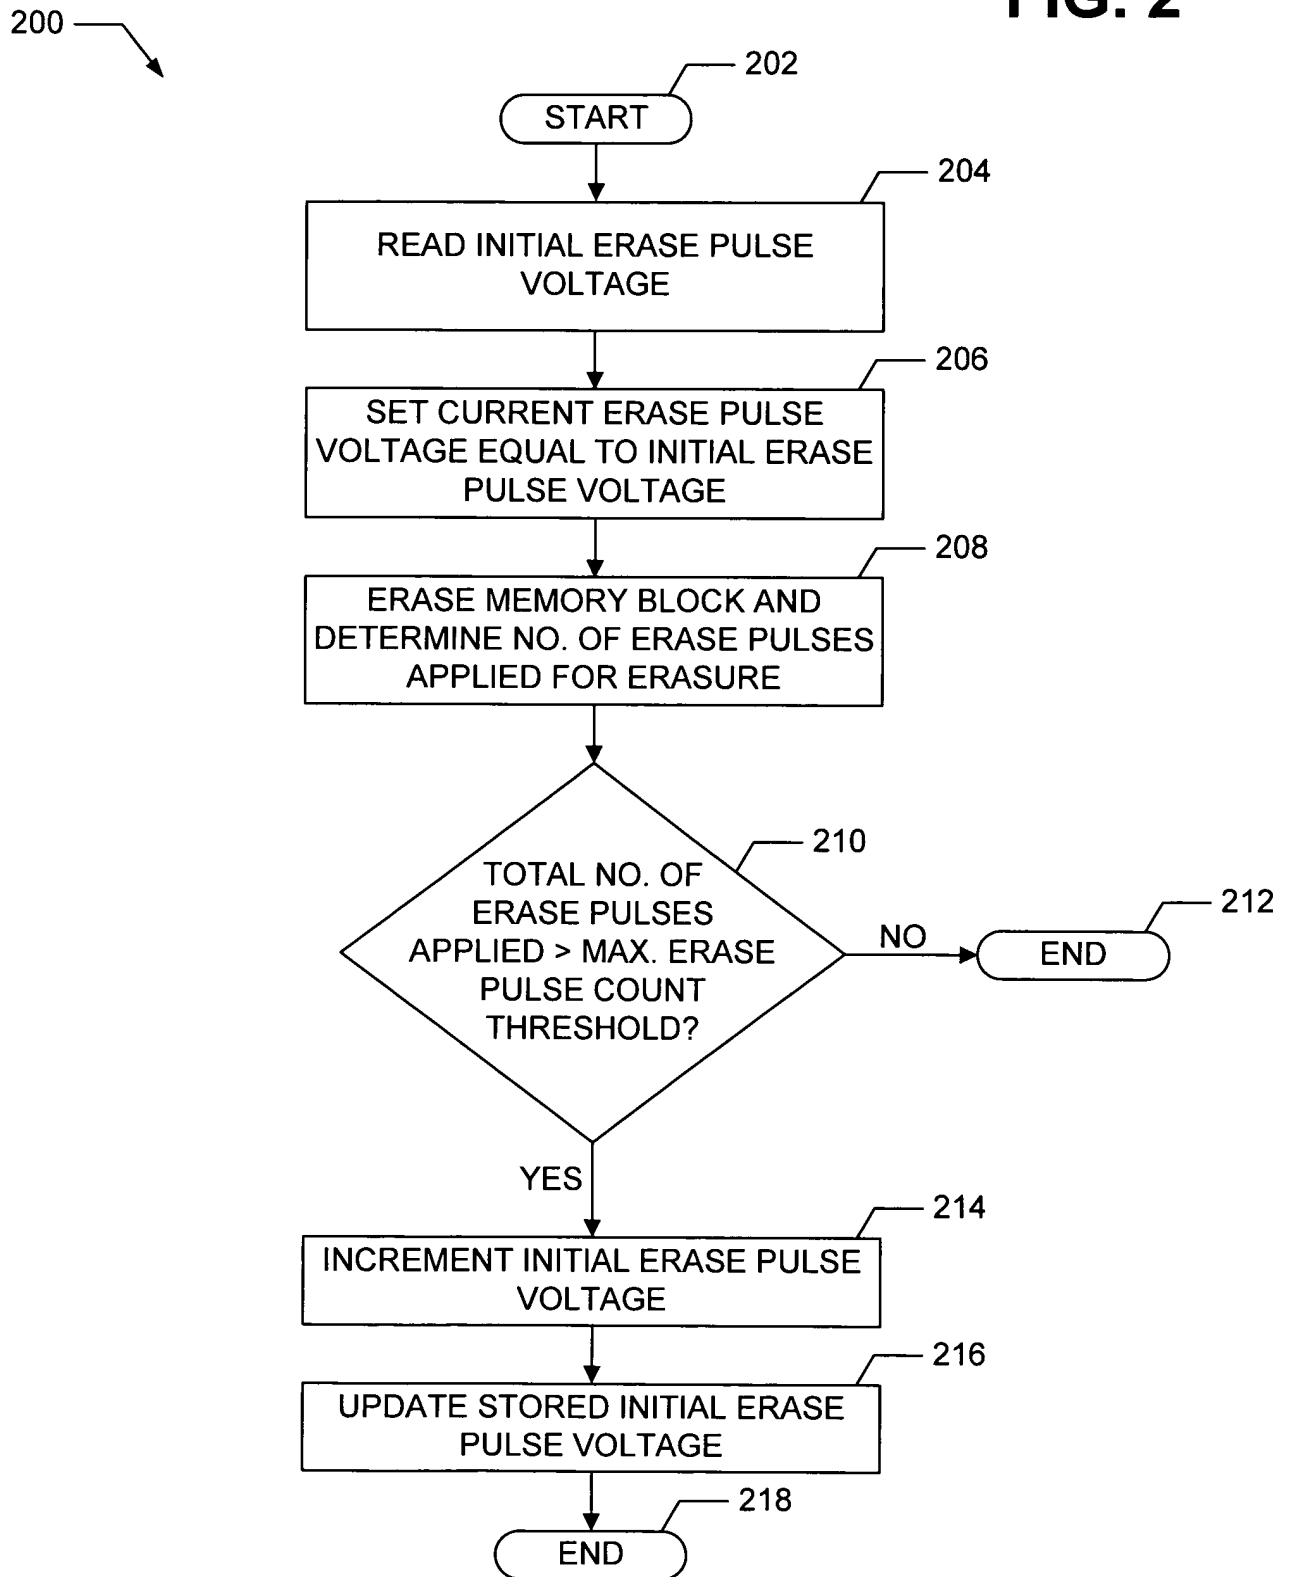 FIG. 2
200
202
START
204
READ INITIAL ERASE PULSE
VOLTAGE
206
SET CURRENT ERASE PULSE
VOLTAGE EQUAL TO INITIAL ERASE
PULSE VOLTAGE
208
ERASE MEMORY BLOCK AND
DETERMINE NO. OF ERASE PULSES
APPLIED FOR ERASURE
210
TOTAL NO. OF
ERASE PULSES
APPLIED > MAX. ERASE
PULSE COUNT
THRESHOLD?
NO
212
END
YES
214
INCREMENT INITIAL ERASE PULSE
VOLTAGE
216
UPDATE STORED INITIAL ERASE
PULSE VOLTAGE
218
END